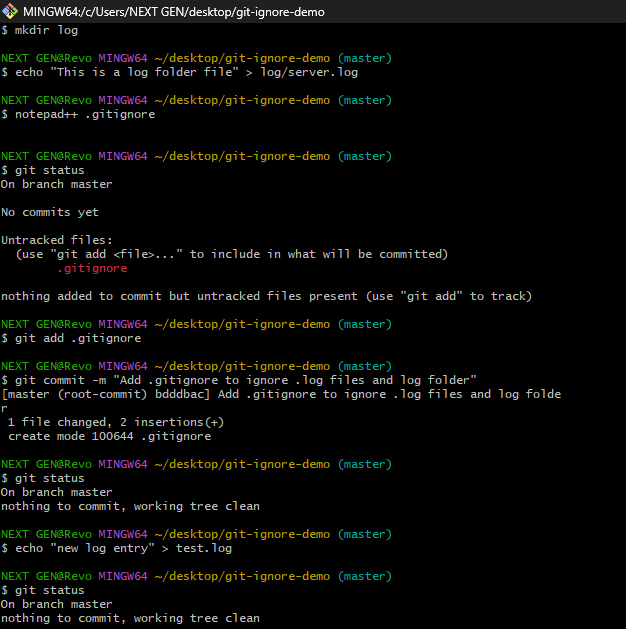 MINGW64:/c/Users/NEXT GEN/desktop/git-ignore-demo
$ mkdir log
NEXT GEN@Revo MINGW64 ~/desktop/git-ignore-demo (master)
$ echo "This is a log folder file" > log/server.log
NEXT GEN@Revo MINGW64 ~/desktop/git-ignore-demo (master)
$ notepad++ .gitignore
NEXT GEN@Revo MINGW64 ~/desktop/git-ignore-demo (master)
$ git status
On branch master
No commits yet
Untracked files:
(use "git add <file>..." to include in what will be committed)
.gitignore
nothing added to commit but untracked files present (use "git add" to track)
NEXT GEN@Revo MINGW64 ~/desktop/git-ignore-demo (master)
$ git add .gitignore
NEXT GEN@Revo MINGW64 ~/desktop/git-ignore-demo (master)
$ git commit -m "Add .gitignore to ignore .log files and log folder"
[master (root-commit) bdddbac] Add .gitignore to ignore .log files and log folde
r
1 file changed, 2 insertions(+)
create mode 100644 .gitignore
NEXT GEN@Revo MINGW64 ~/desktop/git-ignore-demo (master)
$ git status
On branch master
nothing to commit, working tree clean
NEXT GEN@Revo MINGW64 ~/desktop/git-ignore-demo (master)
$ echo "new log entry" > test.log
NEXT GEN@Revo MINGW64 ~/desktop/git-ignore-demo (master)
$ git status
On branch master
nothing to commit, working tree clean